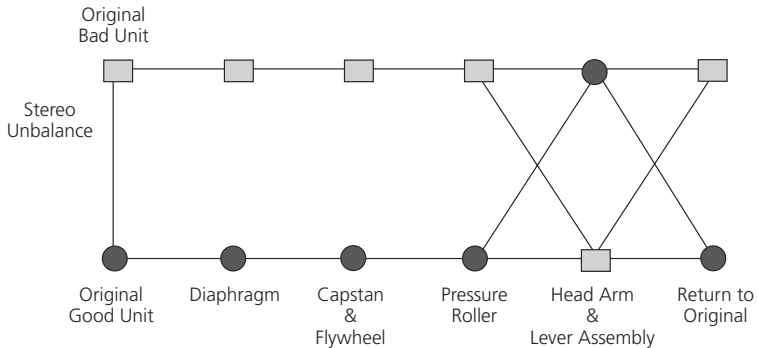 Original
Bad Unit
Stereo
Unbalance
Original
Good Unit
Diaphragm
Capstan
&
Flywheel
Pressure
Roller
Head Arm
&
Lever Assembly
Return to
Original